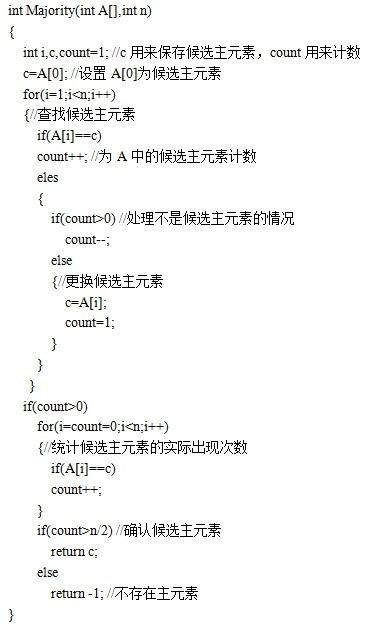 int Majority(int A[],int n)
{
int i,c,count=1; //c 用来保存候选主元素，count 用来计数
c=A[0]; //设置 A[0]为候选主元素
for(i=1;i<n;i++)
{//查找候选主元素
if(A[i]==c)
count++; //为 A 中的候选主元素计数
eles
{
if(count>0) //处理不是候选主元素的情况
count--;
else
{//更换候选主元素
c=A[i];
count=1;
}
}
}
if(count>0)
for(i=count=0;i<n;i++)
{//统计候选主元素的实际出现次数
if(A[i]==c)
count++;
}
if(count>n/2) //确认候选主元素
return c;
else
return -1; //不存在主元素
}